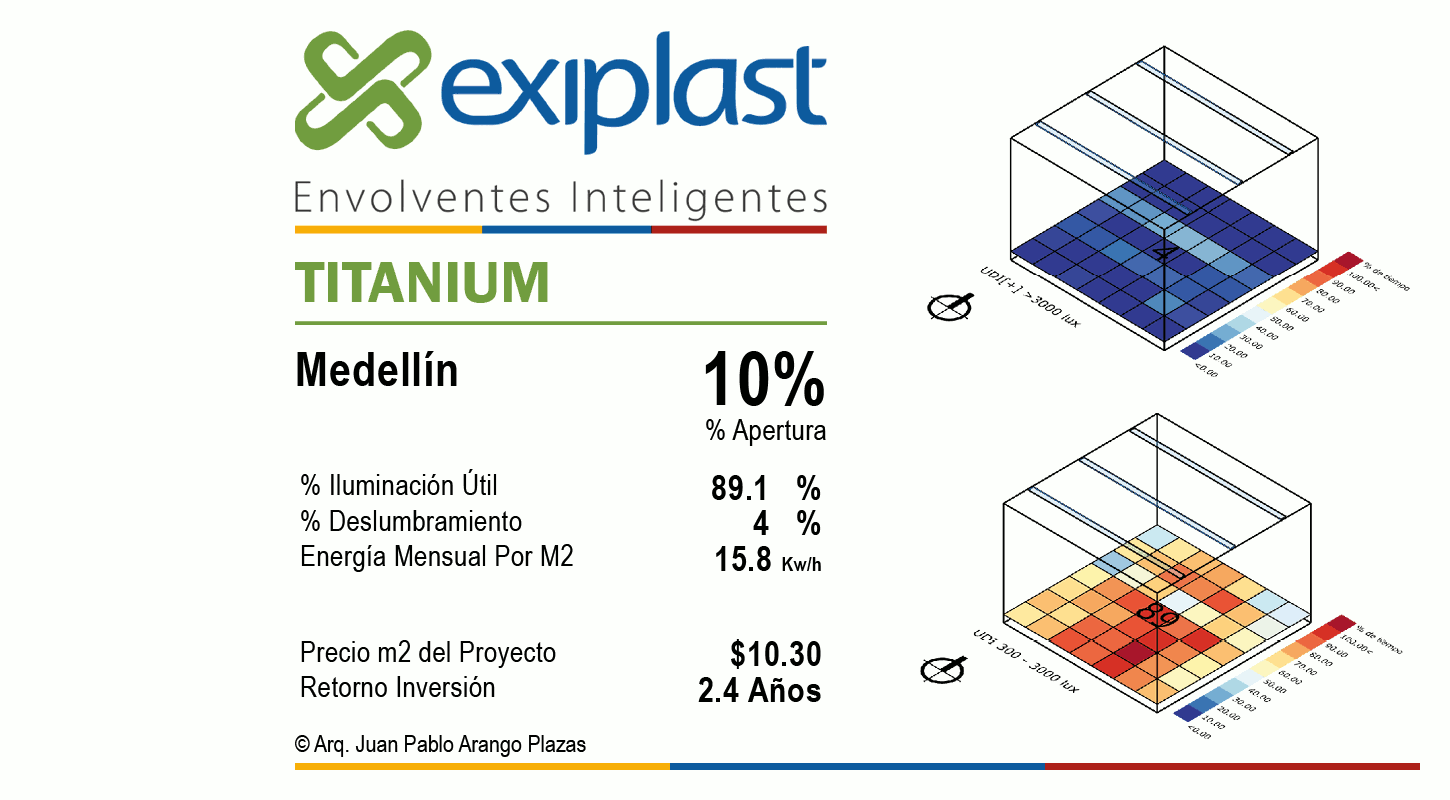 exiplast
Envolventes Inteligentes
TITANIUM
Medellín 10%
% Apertura
% Iluminación Útil 89.1 %
% Deslumbramiento 4 %
Energía Mensual Por M2 15.8 Kw/h
Precio m2 del Proyecto $10.30
Retorno Inversión 2.4 Años
© Arq. Juan Pablo Arango Plazas
4
UDI[+] >3000 lux
% de tiempo
100.00<
90.00
80.00
70.00
60.00
50.00
40.00
30.00
20.00
10.00
<0.00
89
UDi 300 - 3000 lux
% de tiempo
100.00<
90.00
80.00
70.00
60.00
50.00
40.00
30.00
20.00
10.00
<0.00